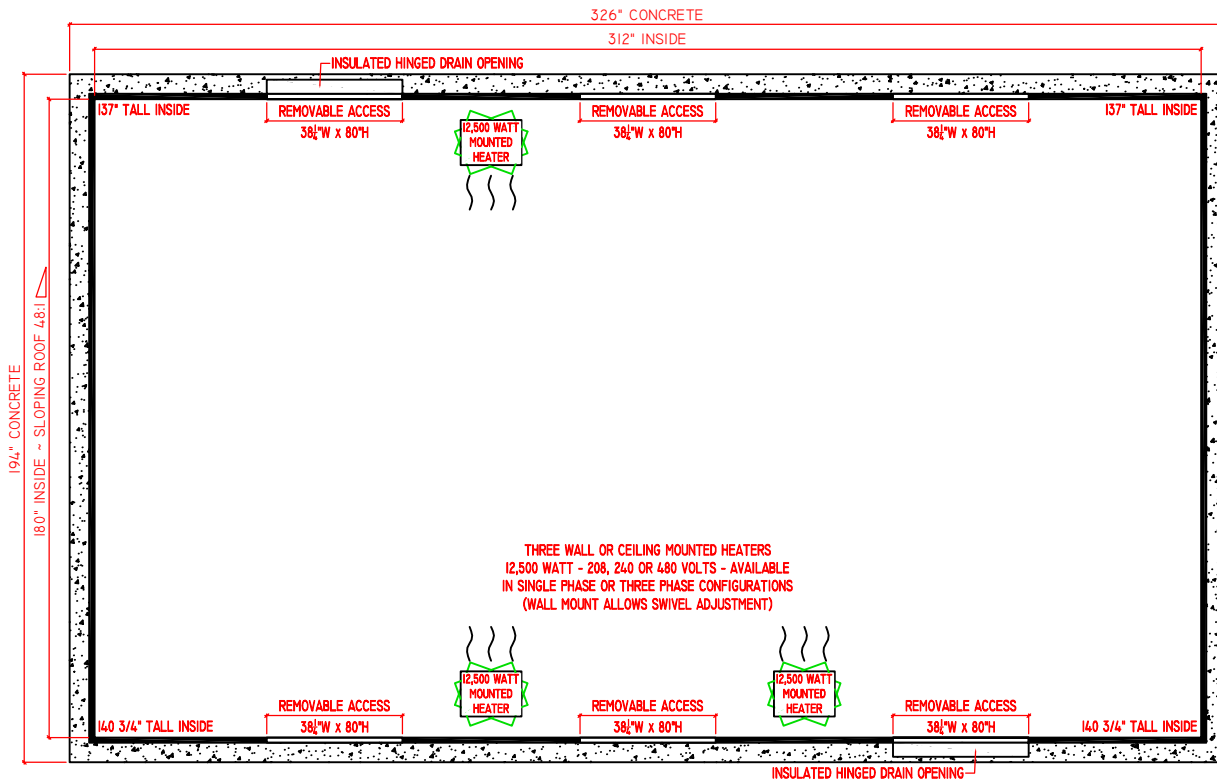 326" CONCRETE
312" INSIDE
INSULATED HINGED DRAIN OPENING
137" TALL INSIDE
REMOVABLE ACCESS
38¼"W x 80"H
REMOVABLE ACCESS
38¼"W x 80"H
REMOVABLE ACCESS
38¼"W x 80"H
137" TALL INSIDE
12,500 WATT
MOUNTED
HEATER
194" CONCRETE
180" INSIDE ~ SLOPING ROOF 48:1
THREE WALL OR CEILING MOUNTED HEATERS
12,500 WATT - 208, 240 OR 480 VOLTS - AVAILABLE
IN SINGLE PHASE OR THREE PHASE CONFIGURATIONS
(WALL MOUNT ALLOWS SWIVEL ADJUSTMENT)
12,500 WATT
MOUNTED
HEATER
12,500 WATT
MOUNTED
HEATER
140 3/4" TALL INSIDE
REMOVABLE ACCESS
38¼"W x 80"H
REMOVABLE ACCESS
38¼"W x 80"H
REMOVABLE ACCESS
38¼"W x 80"H
140 3/4" TALL INSIDE
INSULATED HINGED DRAIN OPENING